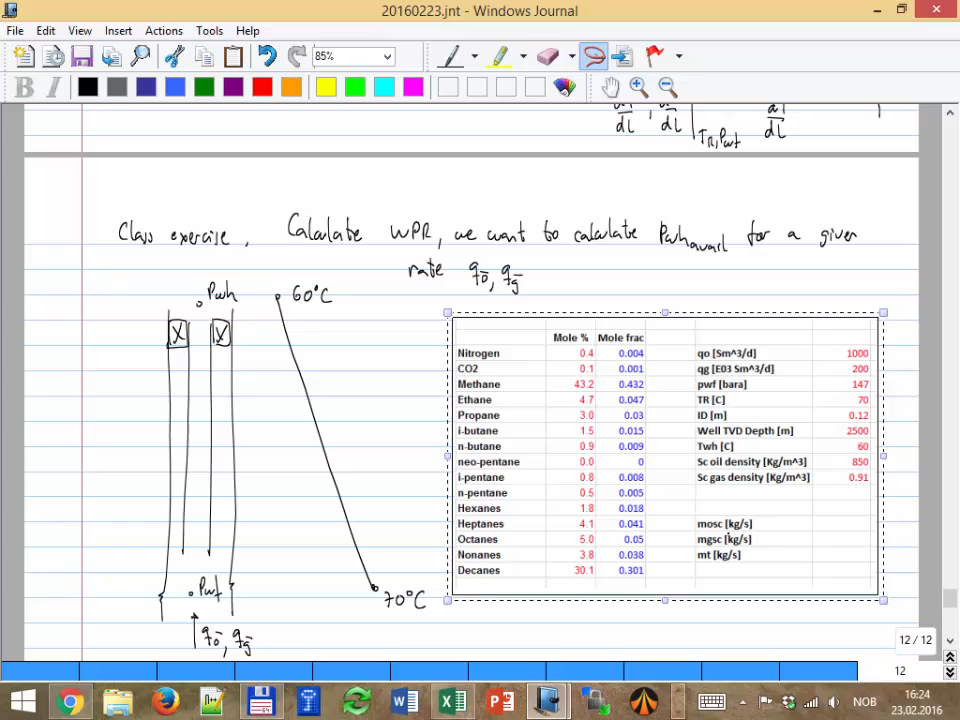 20160223.jnt - Windows Journal
File Edit View Insert Actions Tools Help
85%
B I
dL dL dL
TR, Pwf
Class exercise. Calculate WPR, we want to calculate Pwh avail for a given
rate qō, qḡ
Pwh 60°C
X X
Mole % Mole frac
Nitrogen 0.4 0.004 qo [Sm^3/d] 1000
CO2 0.1 0.001 qg [E03 Sm^3/d] 200
Methane 43.2 0.432 pwf [bara] 147
Ethane 4.7 0.047 TR [C] 70
Propane 3.0 0.03 ID [m] 0.12
i-butane 1.5 0.015 Well TVD Depth [m] 2500
n-butane 0.9 0.009 Twh [C] 60
neo-pentane 0.0 0 Sc oil density [Kg/m^3] 850
i-pentane 0.8 0.008 Sc gas density [Kg/m^3] 0.91
n-pentane 0.5 0.005
Hexanes 1.8 0.018
Heptanes 4.1 0.041 mosc [kg/s]
Octanes 5.0 0.05 mgsc [kg/s]
Nonanes 3.8 0.038 mt [kg/s]
Decanes 30.1 0.301
Pwf 70°C
qō, qḡ
12 / 12
12
NOB
16:24
23.02.2016